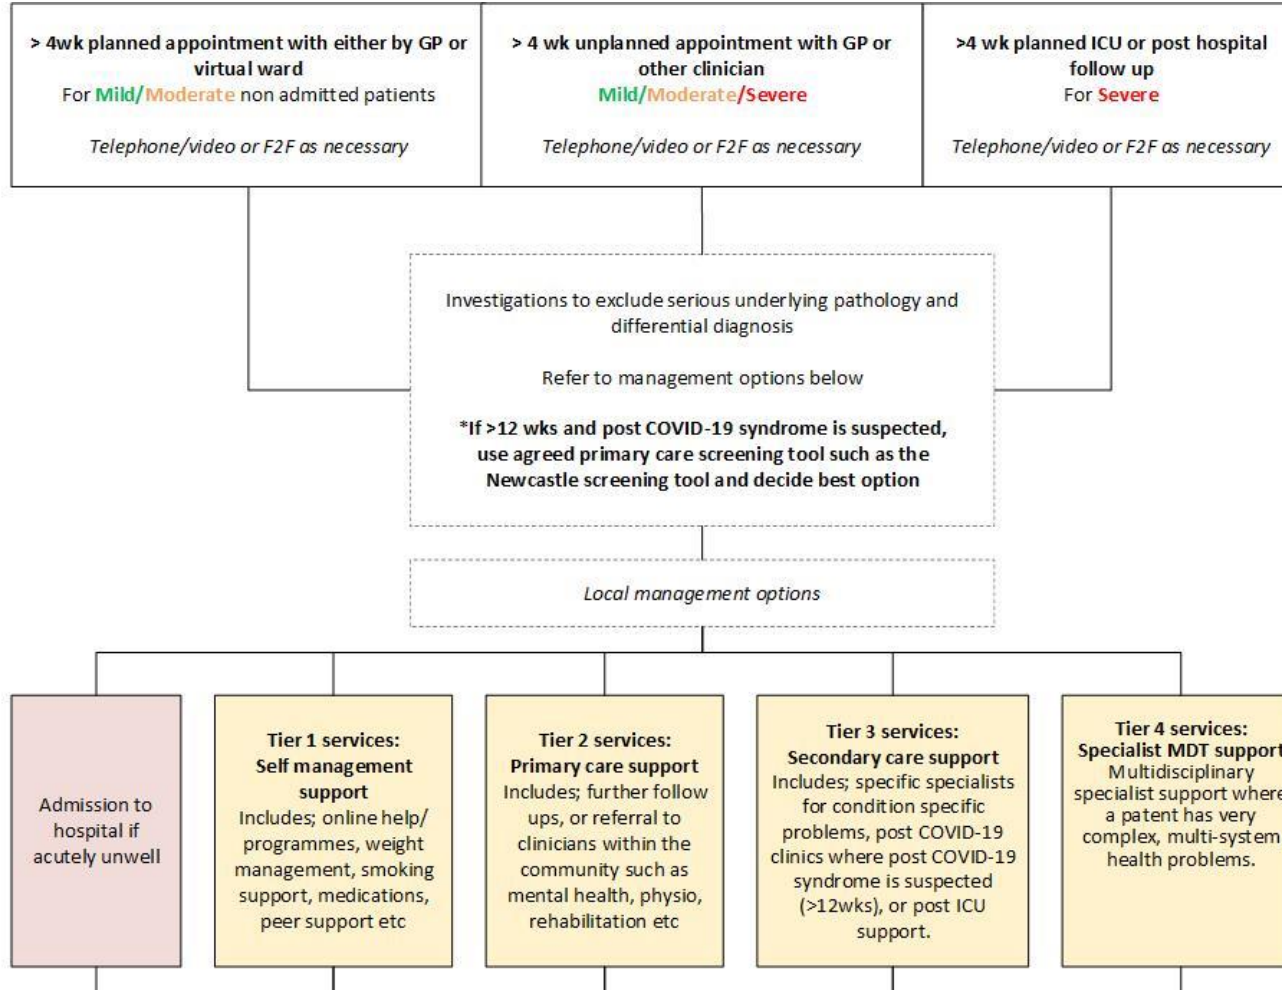 > 4wk planned appointment with either by GP or
virtual ward
For Mild/Moderate non admitted patients
Telephone/video or F2F as necessary
> 4 wk unplanned appointment with GP or
other clinician
Mild/Moderate/Severe
Telephone/video or F2F as necessary
>4 wk planned ICU or post hospital
follow up
For Severe
Telephone/video or F2F as necessary
Investigations to exclude serious underlying pathology and
differential diagnosis
Refer to management options below
*If >12 wks and post COVID-19 syndrome is suspected,
use agreed primary care screening tool such as the
Newcastle screening tool and decide best option
Local management options
Admission to
hospital if
acutely unwell
Tier 1 services:
Self management
support
Includes; online help/
programmes, weight
management, smoking
support, medications,
peer support etc
Tier 2 services:
Primary care support
Includes; further follow
ups, or referral to
clinicians within the
community such as
mental health, physio,
rehabilitation etc
Tier 3 services:
Secondary care support
Includes; specific specialists
for condition specific
problems, post COVID-19
clinics where post COVID-19
syndrome is suspected
(>12wks), or post ICU
support.
Tier 4 services:
Specialist MDT support
Multidisciplinary
specialist support where
a patent has very
complex, multi-system
health problems.